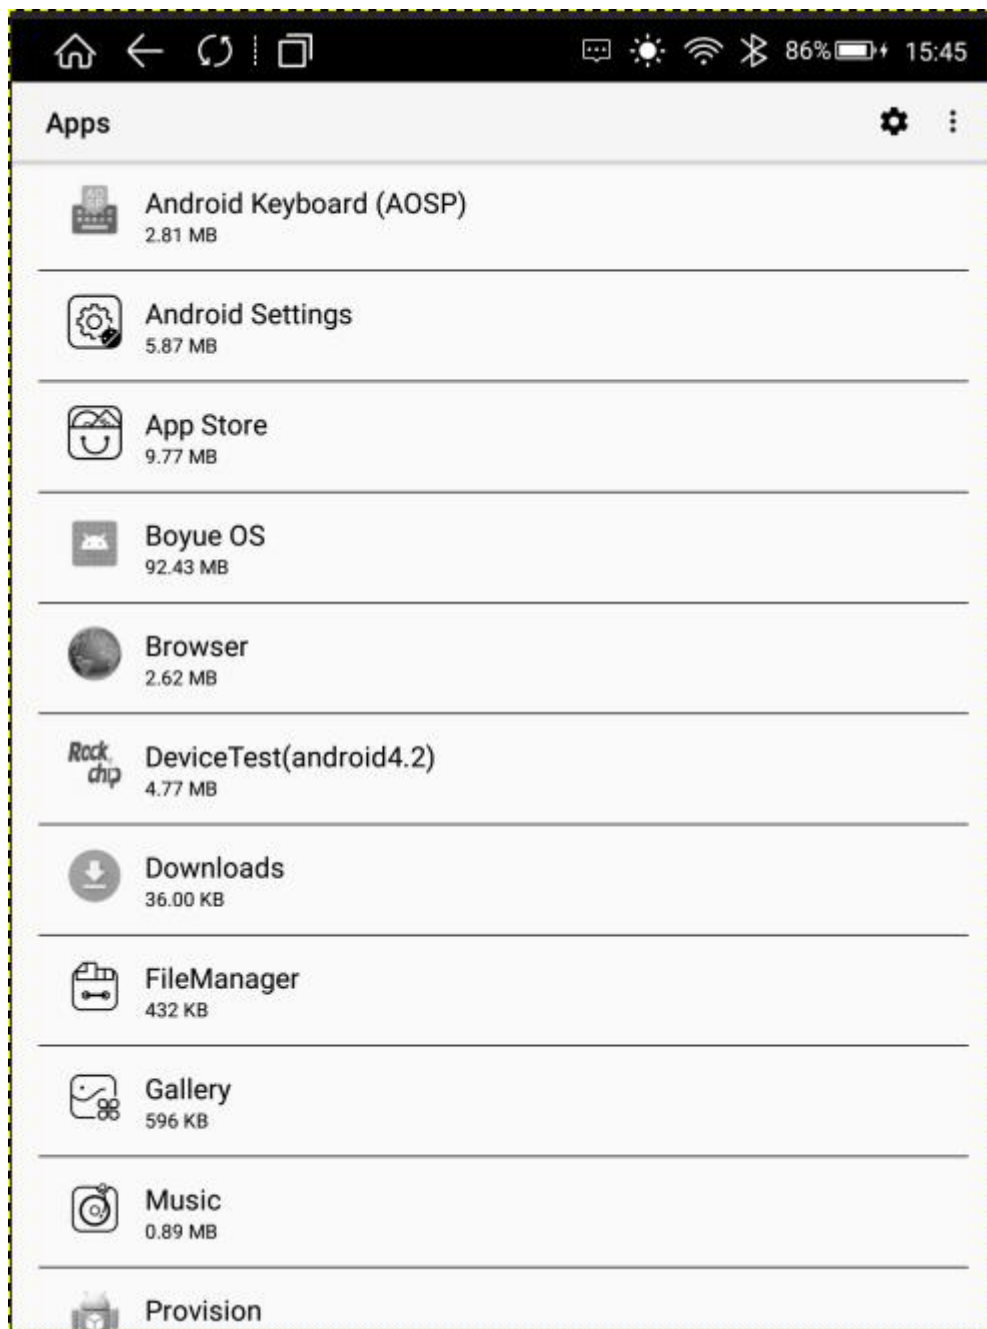 86% 15:45
Apps
Android Keyboard (AOSP)
2.81 MB
Android Settings
5.87 MB
App Store
9.77 MB
Boyue OS
92.43 MB
Browser
2.62 MB
Rock
chip
DeviceTest(android4.2)
4.77 MB
Downloads
36.00 KB
FileManager
432 KB
Gallery
596 KB
Music
0.89 MB
Provision